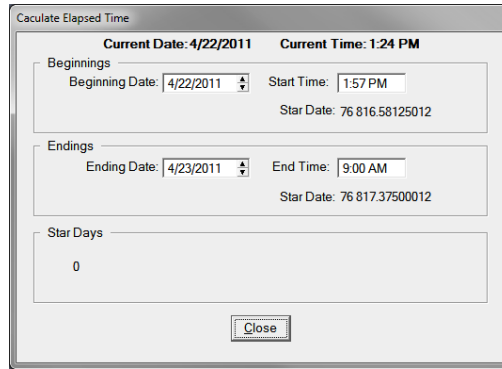 Caculate Elapsed Time
Current Date: 4/22/2011 Current Time: 1:24 PM
Beginnings
Beginning Date: 4/22/2011 Start Time: 1:57 PM
Star Date: 76 816.58125012
Endings
Ending Date: 4/23/2011 End Time: 9:00 AM
Star Date: 76 817.37500012
Star Days
0
Close